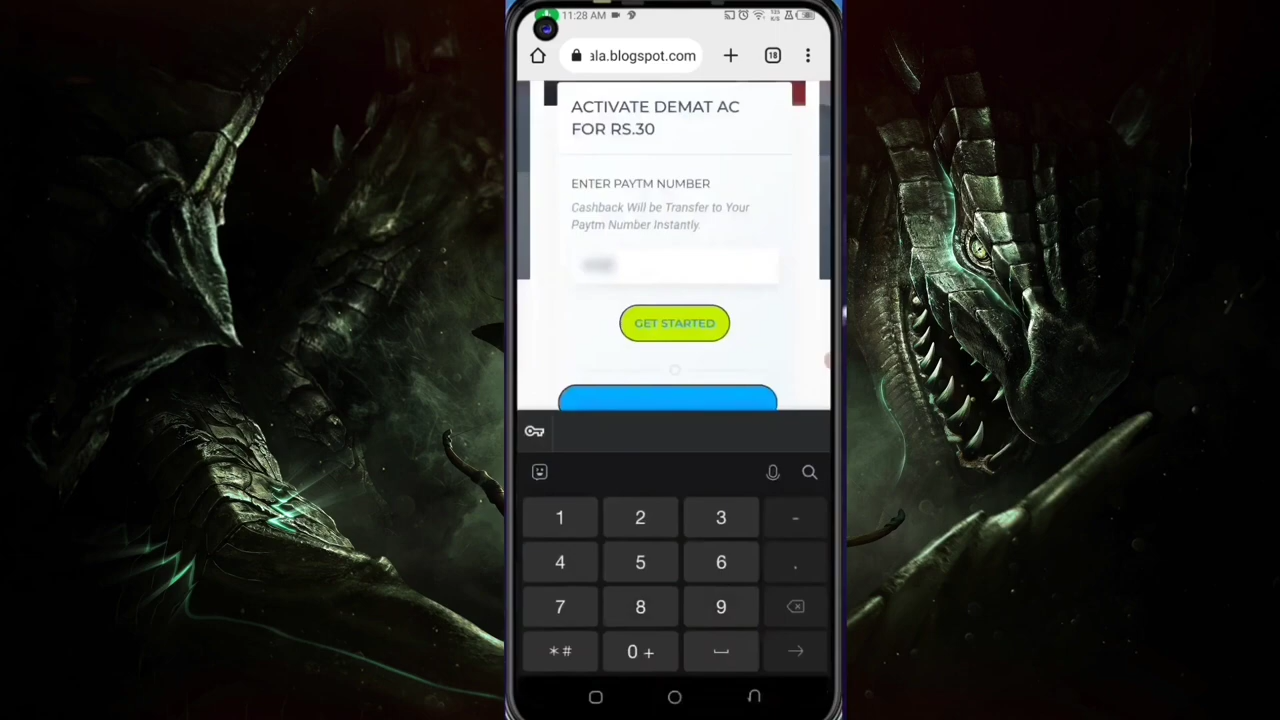 11:28 AM
ala.blogspot.com
18
ACTIVATE DEMAT AC
FOR RS.30
ENTER PAYTM NUMBER
Cashback Will be Transfer to Your
Paytm Number Instantly.
GET STARTED
1 2 3 -
4 5 6 .
7 8 9
*# 0 +